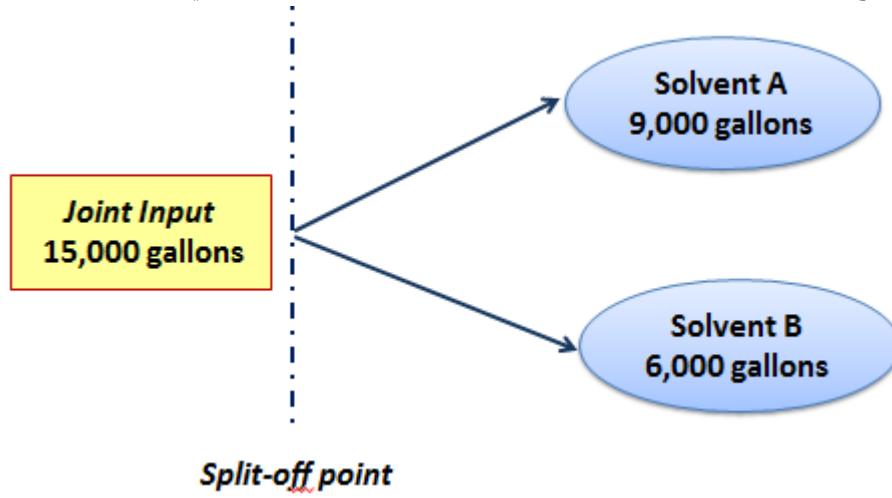 Solvent A
9,000 gallons
Joint Input
15,000 gallons
Solvent B
6,000 gallons
Split-off point